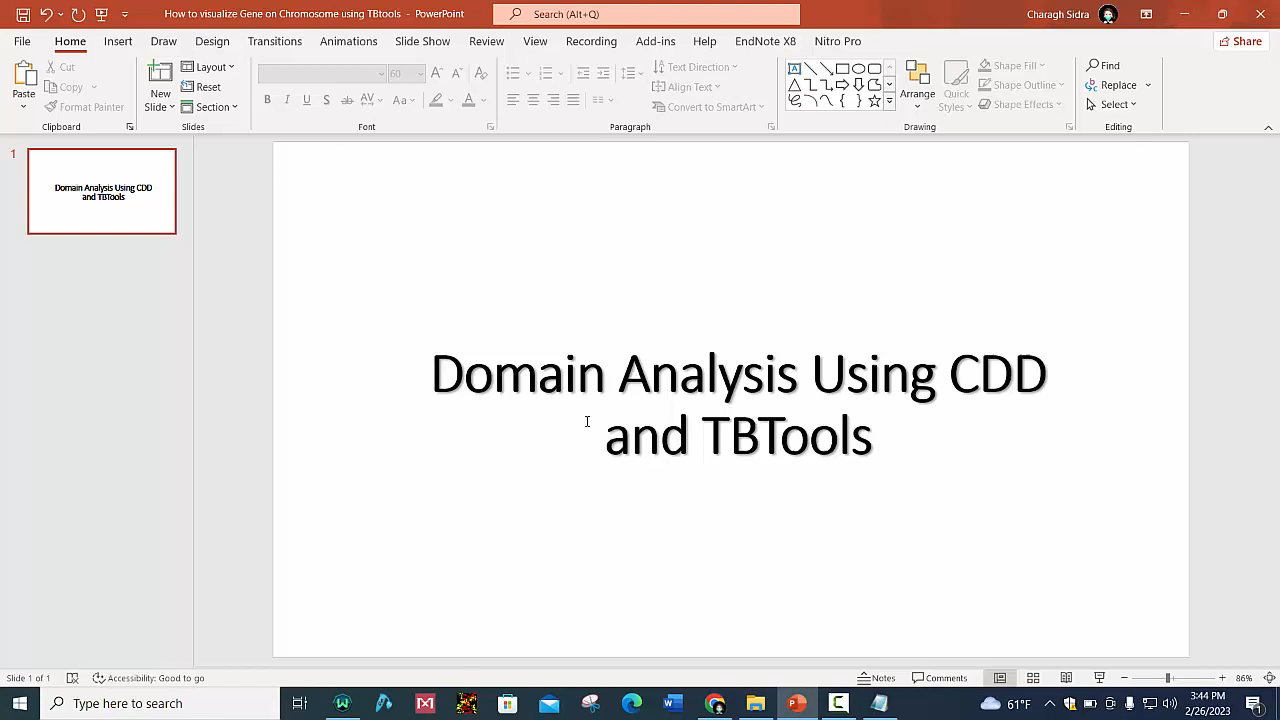 How to visualize Gene on Chromosome using TBtools - PowerPoint
Search (Alt+Q)
Charagh Sidra
File Home Insert Draw Design Transitions Animations Slide Show Review View Recording Add-ins Help EndNote X8 Nitro Pro Share
Paste
Cut
Copy
Format Painter
Clipboard
New
Slide
Layout
Reset
Section
Slides
60
Font
Text Direction
Align Text
Convert to SmartArt
Paragraph
Arrange
Quick
Styles
Shape Fill
Shape Outline
Shape Effects
Drawing
Find
Replace
Select
Editing
1
Domain Analysis Using CDD
and TBTools
Domain Analysis Using CDD
and TBTools
Slide 1 of 1 Accessibility: Good to go Notes Comments 86%
Type here to search
61°F
3:44 PM
2/26/2023